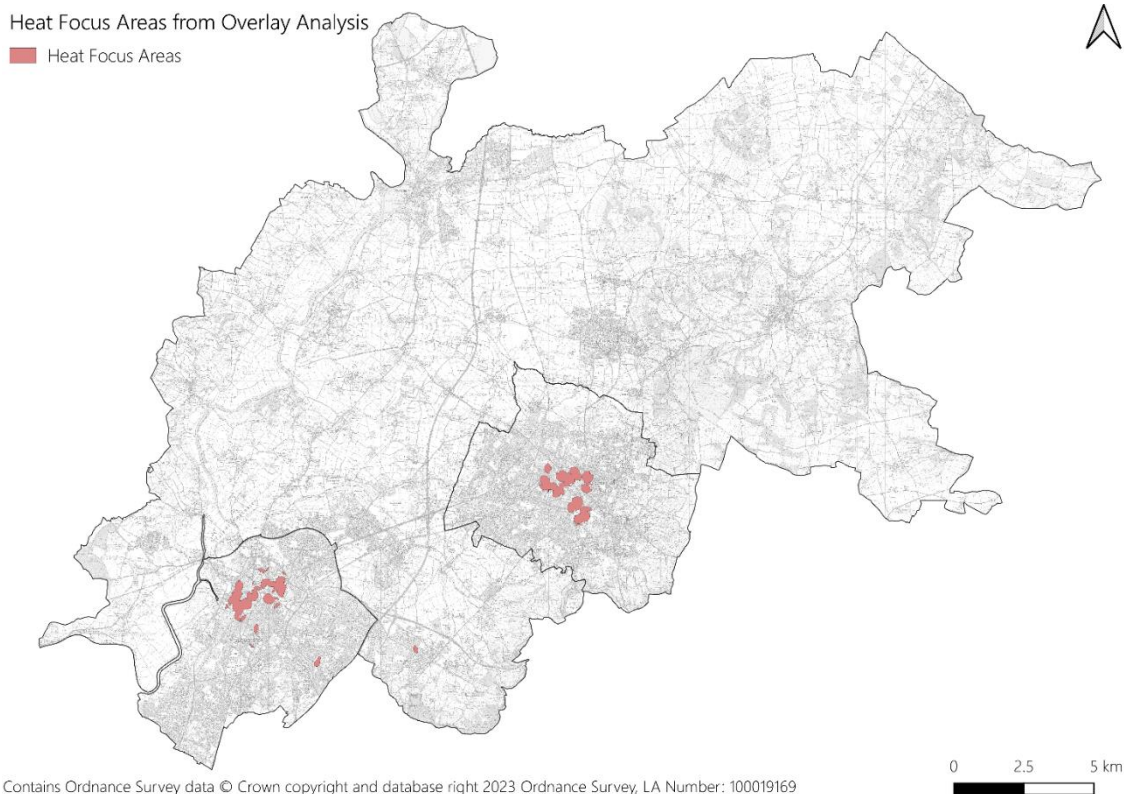 Heat Focus Areas from Overlay Analysis
Heat Focus Areas
0 2.5 5 km
Contains Ordnance Survey data © Crown copyright and database right 2023 Ordnance Survey, LA Number: 100019169